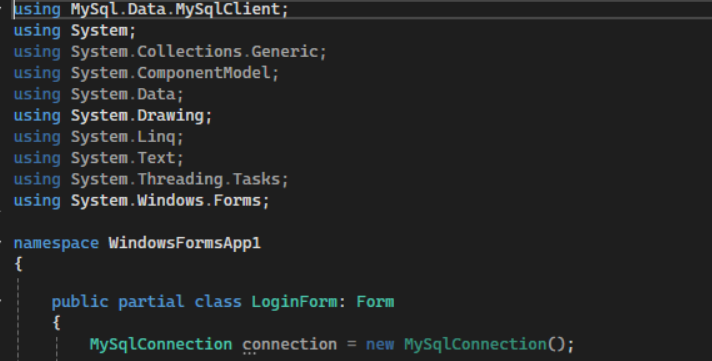 using MySql.Data.MySqlClient;
using System;
using System.Collections.Generic;
using System.ComponentModel;
using System.Data;
using System.Drawing;
using System.Linq;
using System.Text;
using System.Threading.Tasks;
using System.Windows.Forms;
namespace WindowsFormsApp1
{
public partial class LoginForm: Form
{
MySqlConnection connection = new MySqlConnection();